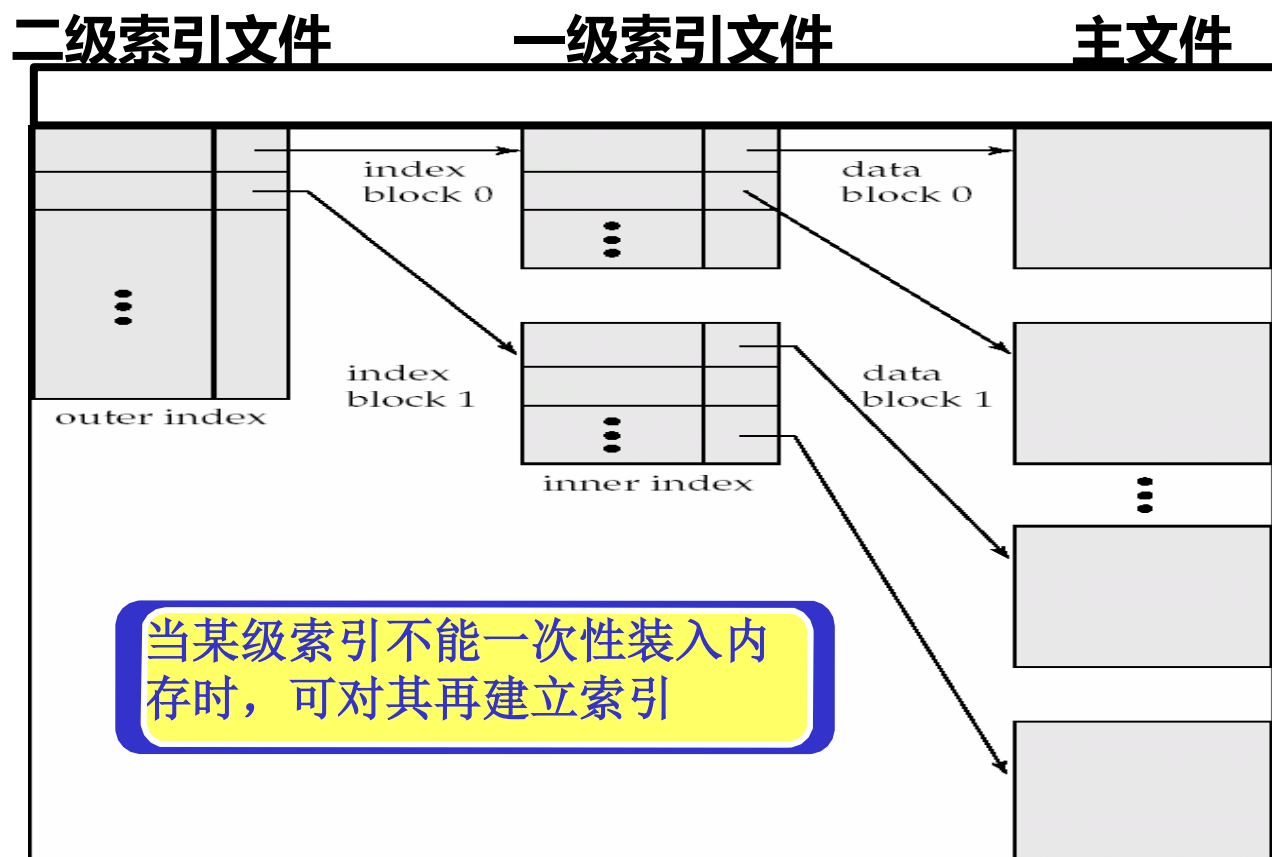 二级索引文件
一级索引文件
主文件
index
block 0
data
block 0
index
block 1
data
block 1
outer index
inner index
当某级索引不能一次性装入内
存时，可对其再建立索引